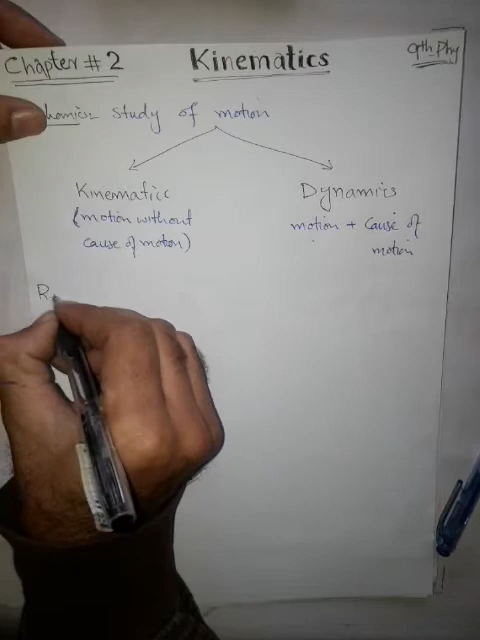 Chapter # 2
Kinematics
9th Phy
study of motion
Kinematics
(motion without
cause of motion)
Dynamics
motion + Cause of
motion
R